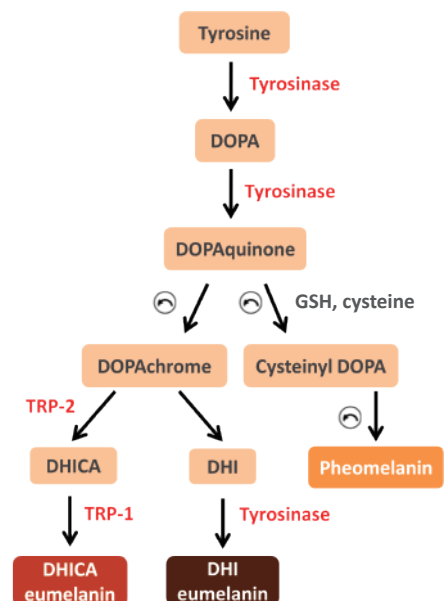 Tyrosine
Tyrosinase
DOPA
Tyrosinase
DOPAquinone
GSH, cysteine
DOPAchrome
Cysteinyl DOPA
TRP-2
DHICA
DHI
Pheomelanin
TRP-1
Tyrosinase
DHICA
eumelanin
DHI
eumelanin